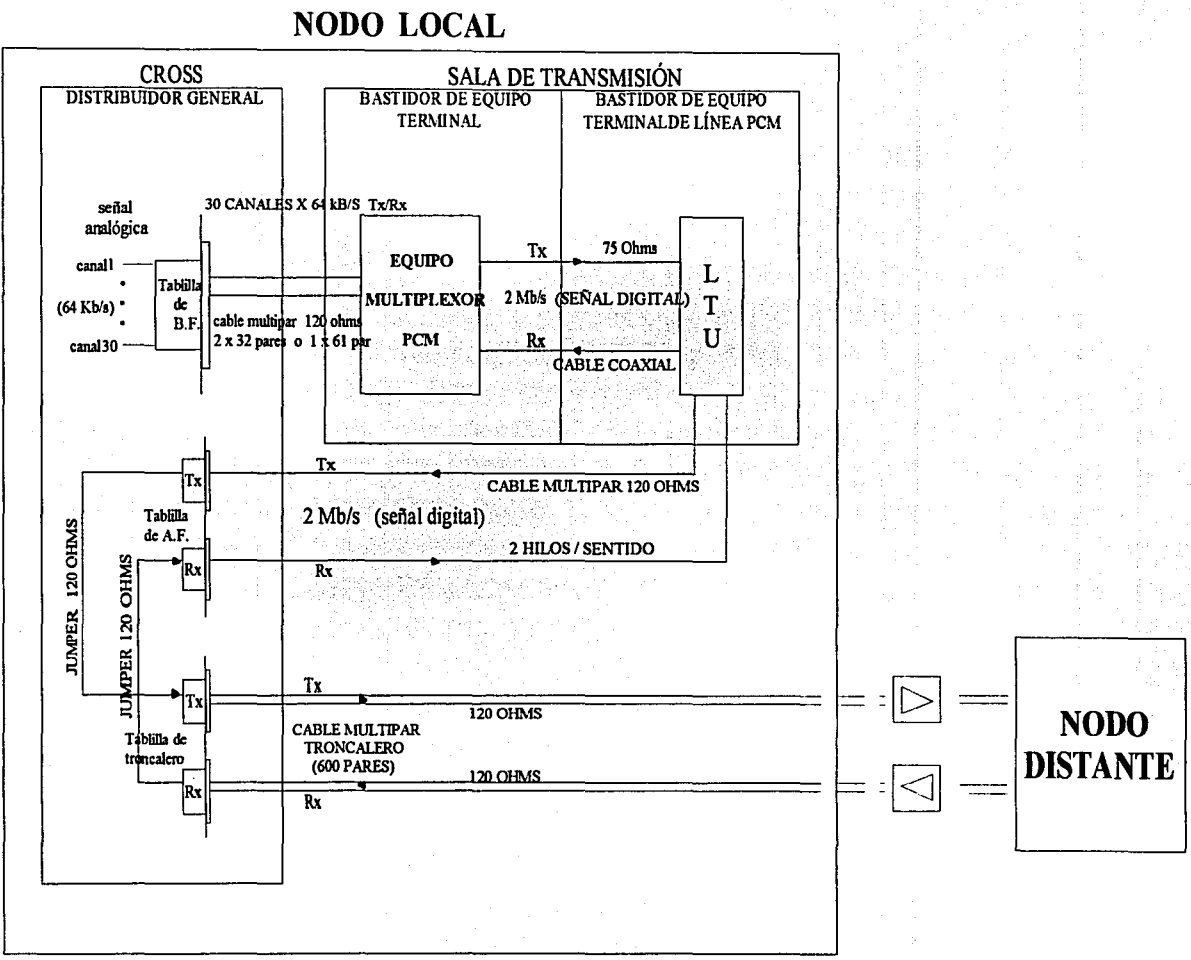 NODO LOCAL
CROSS
DISTRIBUIDOR GENERAL
SALA DE TRANSMISIÓN
BASTIDOR DE EQUIPO
TERMINAL
BASTIDOR DE EQUIPO
TERMINALDE LÍNEA PCM
señal
analógica
canal1
(64 Kb/s)
canal30
Tablilla
de
B.F.
30 CANALES X 64 kB/S Tx/Rx
cable multipar 120 ohms
2 x 32 pares o 1 x 61 par
EQUIPO
MULTIPLEXOR
PCM
Tx
75 Ohms
2 Mb/s (SEÑAL DIGITAL)
Rx
CABLE COAXIAL
L
T
U
Tx
Tx
CABLE MULTIPAR 120 OHMS
Tablilla
de A.F.
2 Mb/s (señal digital)
2 HILOS / SENTIDO
Rx
Rx
JUMPER 120 OHMS
JUMPER 120 OHMS
Tx
Tx
120 OHMS
Tablilla de
troncalero
CABLE MULTIPAR
TRONCALERO
(600 PARES)
120 OHMS
Rx
Rx
NODO
DISTANTE